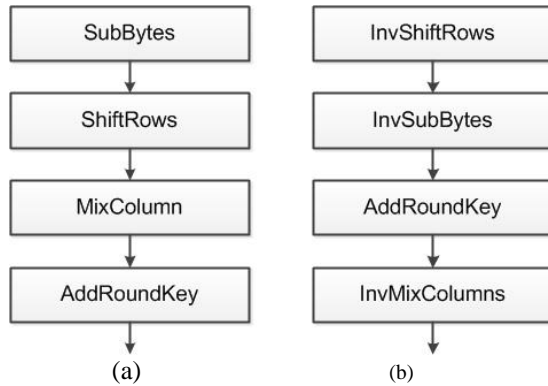 SubBytes
ShiftRows
MixColumn
AddRoundKey
(a)
InvShiftRows
InvSubBytes
AddRoundKey
InvMixColumns
(b)